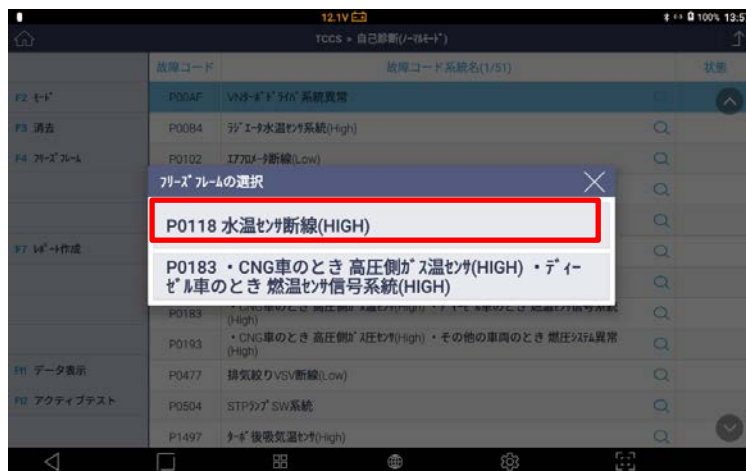 12.1V
100% 13:5
TCCS » 自己診断(ﾉｰﾏﾙﾓｰﾄﾞ)
故障コード 故障コード系統名(1/51) 状態
F2 ﾓｰﾄﾞ
P00AF VNﾀｰﾎﾞﾄﾞﾗｲﾊﾞ系統異常
F3 消去
P00B4 ﾗｼﾞｴｰﾀ水温ｾﾝｻ系統(High)
F4 ﾌﾘｰｽﾞﾌﾚｰﾑ
P0102 ｴｱﾌﾛﾒｰﾀ断線(Low)
ﾌﾘｰｽﾞﾌﾚｰﾑの選択
P0118 水温ｾﾝｻ断線(HIGH)
P0183 ・CNG車のとき 高圧側ｶﾞｽ温ｾﾝｻ(HIGH) ・ディー
ｾﾞﾙ車のとき 燃温ｾﾝｻ信号系統(HIGH)
F7 ﾚﾎﾟｰﾄ作成
P0183
(High)
P0193
・CNG車のとき 高圧側ｶﾞｽ圧ｾﾝｻ(High) ・その他の車両のとき 燃圧ｼｽﾃﾑ異常
(High)
F11 データ表示
P0477 排気絞りVSV断線(Low)
F12 アクティブテスト
P0504 STPﾗﾝﾌﾟSW系統
P1497 ﾀｰﾎﾞ後吸気温ｾﾝｻ(High)